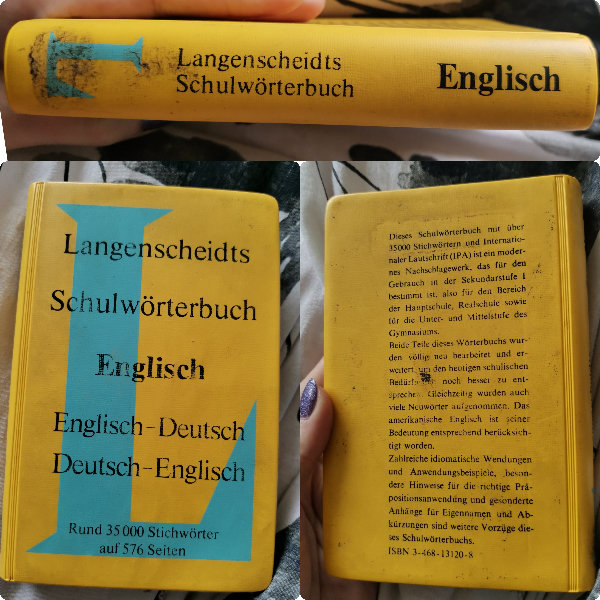 Langenscheidts
Schulwörterbuch
Englisch
Langenscheidts
Schulwörterbuch
Englisch
Englisch-Deutsch
Deutsch-Englisch
Rund 35000 Stichwörter
auf 576 Seiten
Dieses Schulwörterbuch mit über
35000 Stichwörtern und Internatio-
naler Lautschrift (IPA) ist ein moder-
nes Nachschlagewerk, das für den
Gebrauch in der Sekundarstufe I
bestimmt ist, also für den Bereich
der Hauptschule, Realschule sowie
für die Unter- und Mittelstufe des
Gymnasiums.
Beide Teile dieses Wörterbuchs wur-
den völlig neu bearbeitet und er-
weitert, um den heutigen schulischen
Bedürfn noch besser zu ent-
sprechen. Gleichzeitig wurden auch
viele Neuwörter aufgenommen. Das
amerikanische Englisch ist seiner
Bedeutung entsprechend berücksich-
tigt worden.
Zahlreiche idiomatische Wendungen
und Anwendungsbeispiele, beson-
dere Hinweise für die richtige Prä-
positionsanwendung und gesonderte
Anhänge für Eigennamen und Ab-
kürzungen sind weitere Vorzüge die-
ses Schulwörterbuchs.
ISBN 3-468-13120-8